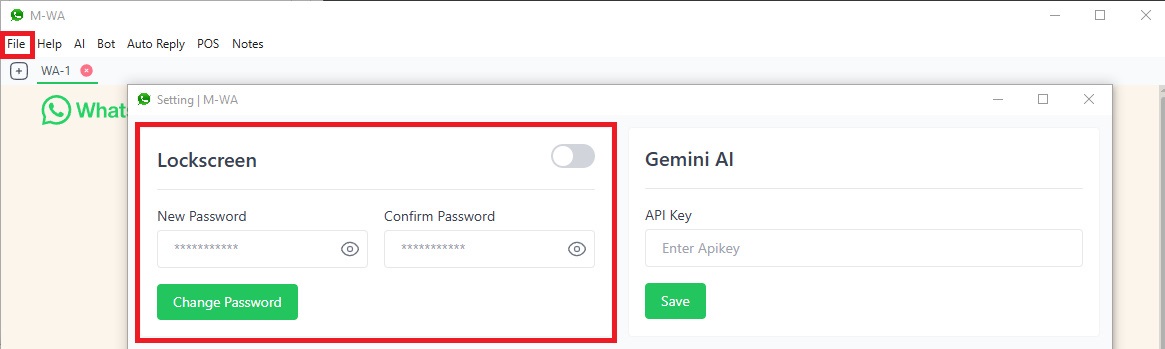 M-WA
File Help AI Bot Auto Reply POS Notes
WA-1
Whats
Setting | M-WA
Lockscreen
Gemini AI
New Password Confirm Password
*********** ***********
Change Password
API Key
Enter Apikey
Save